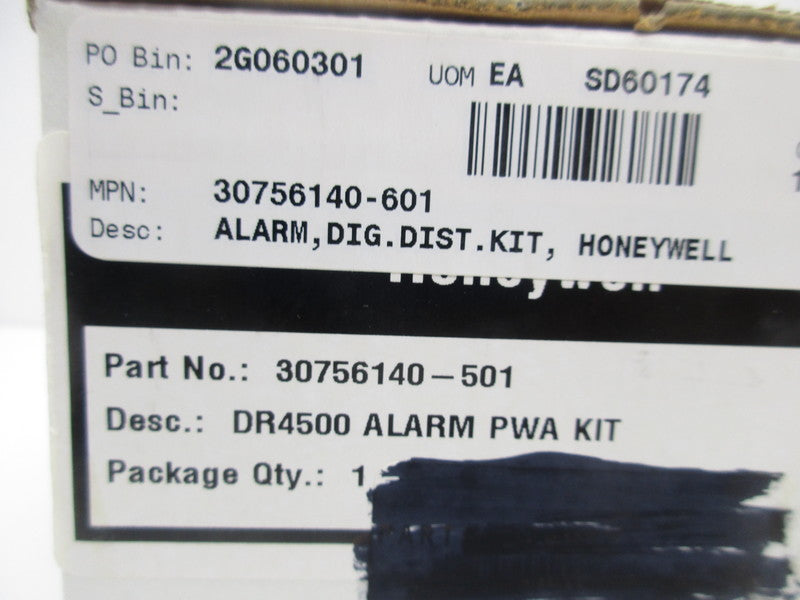 PO Bin: 2G060301 UOM EA SD60174
S_Bin:
MPN: 30756140-601
Desc: ALARM,DIG.DIST.KIT, HONEYWELL
Honeywell
Part No.: 30756140-501
Desc.: DR4500 ALARM PWA KIT
Package Qty.: 1